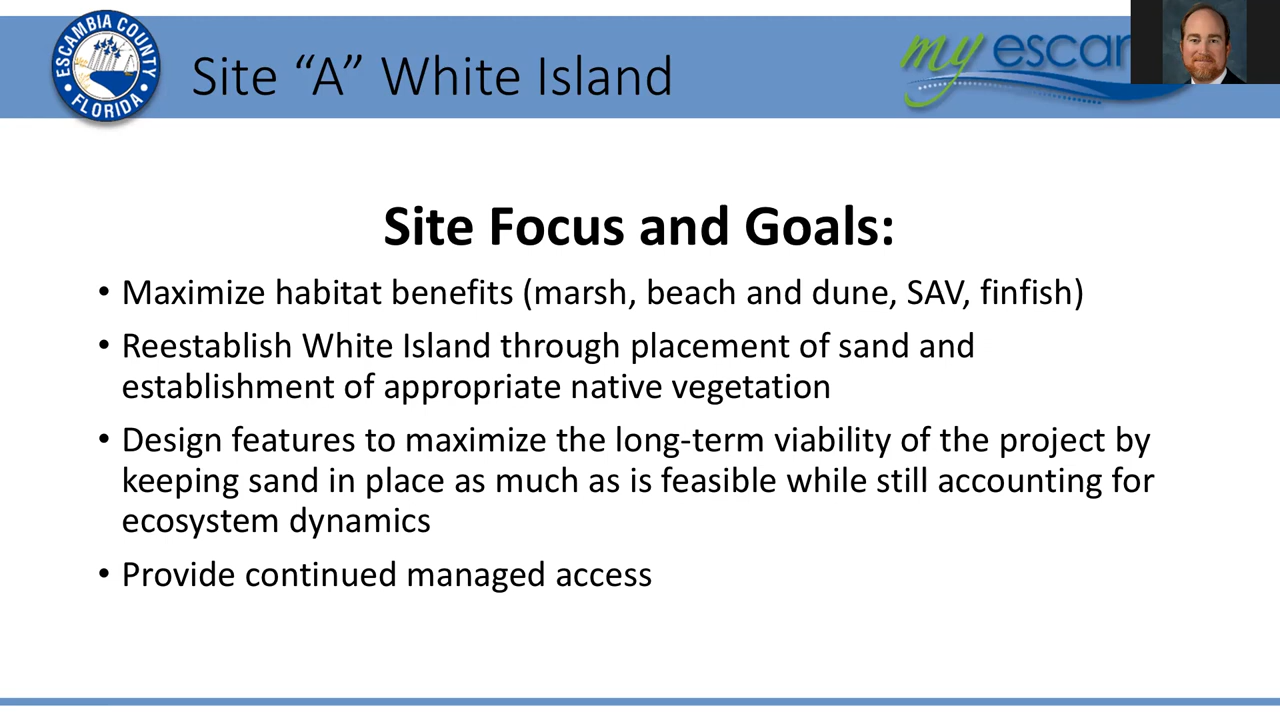 ESCAMBIA COUNTY
FLORIDA
Site “A” White Island
my escar
Site Focus and Goals:
• Maximize habitat benefits (marsh, beach and dune, SAV, finfish)
• Reestablish White Island through placement of sand and
establishment of appropriate native vegetation
• Design features to maximize the long-term viability of the project by
keeping sand in place as much as is feasible while still accounting for
ecosystem dynamics
• Provide continued managed access